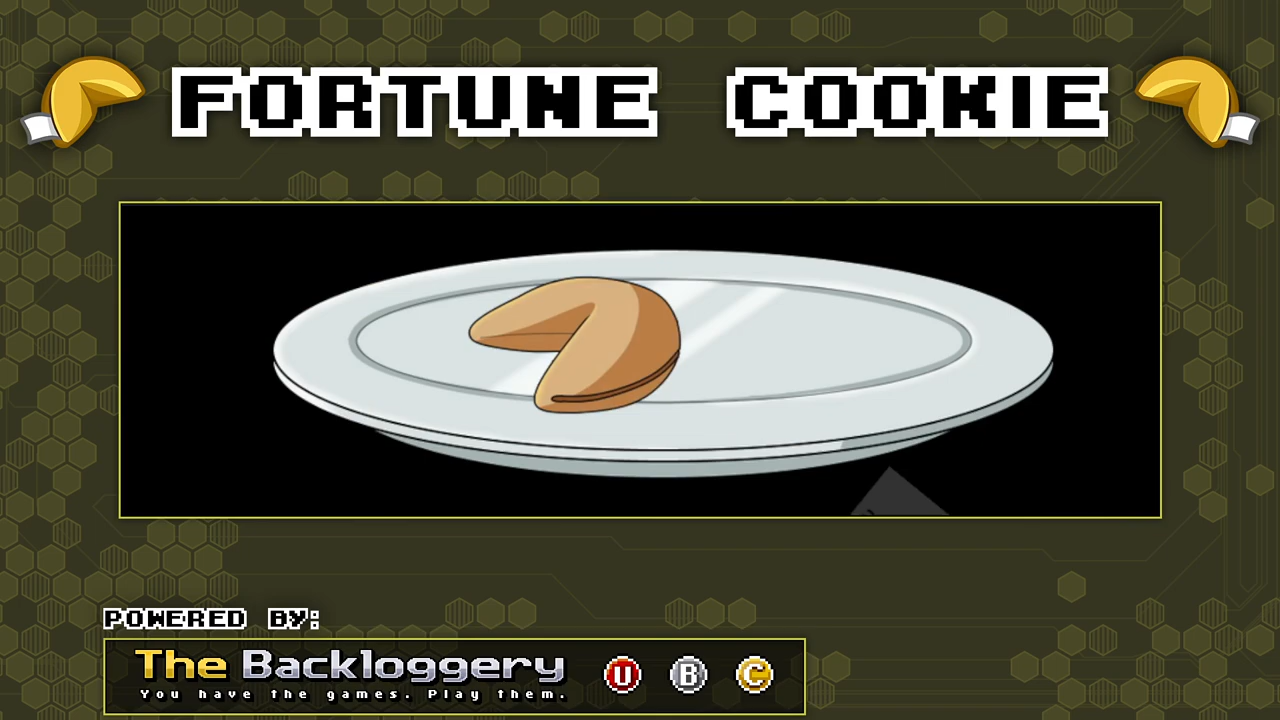 FORTUNE COOKIE
POWERED BY:
The Backloggery
You have the games. Play them.
U B C